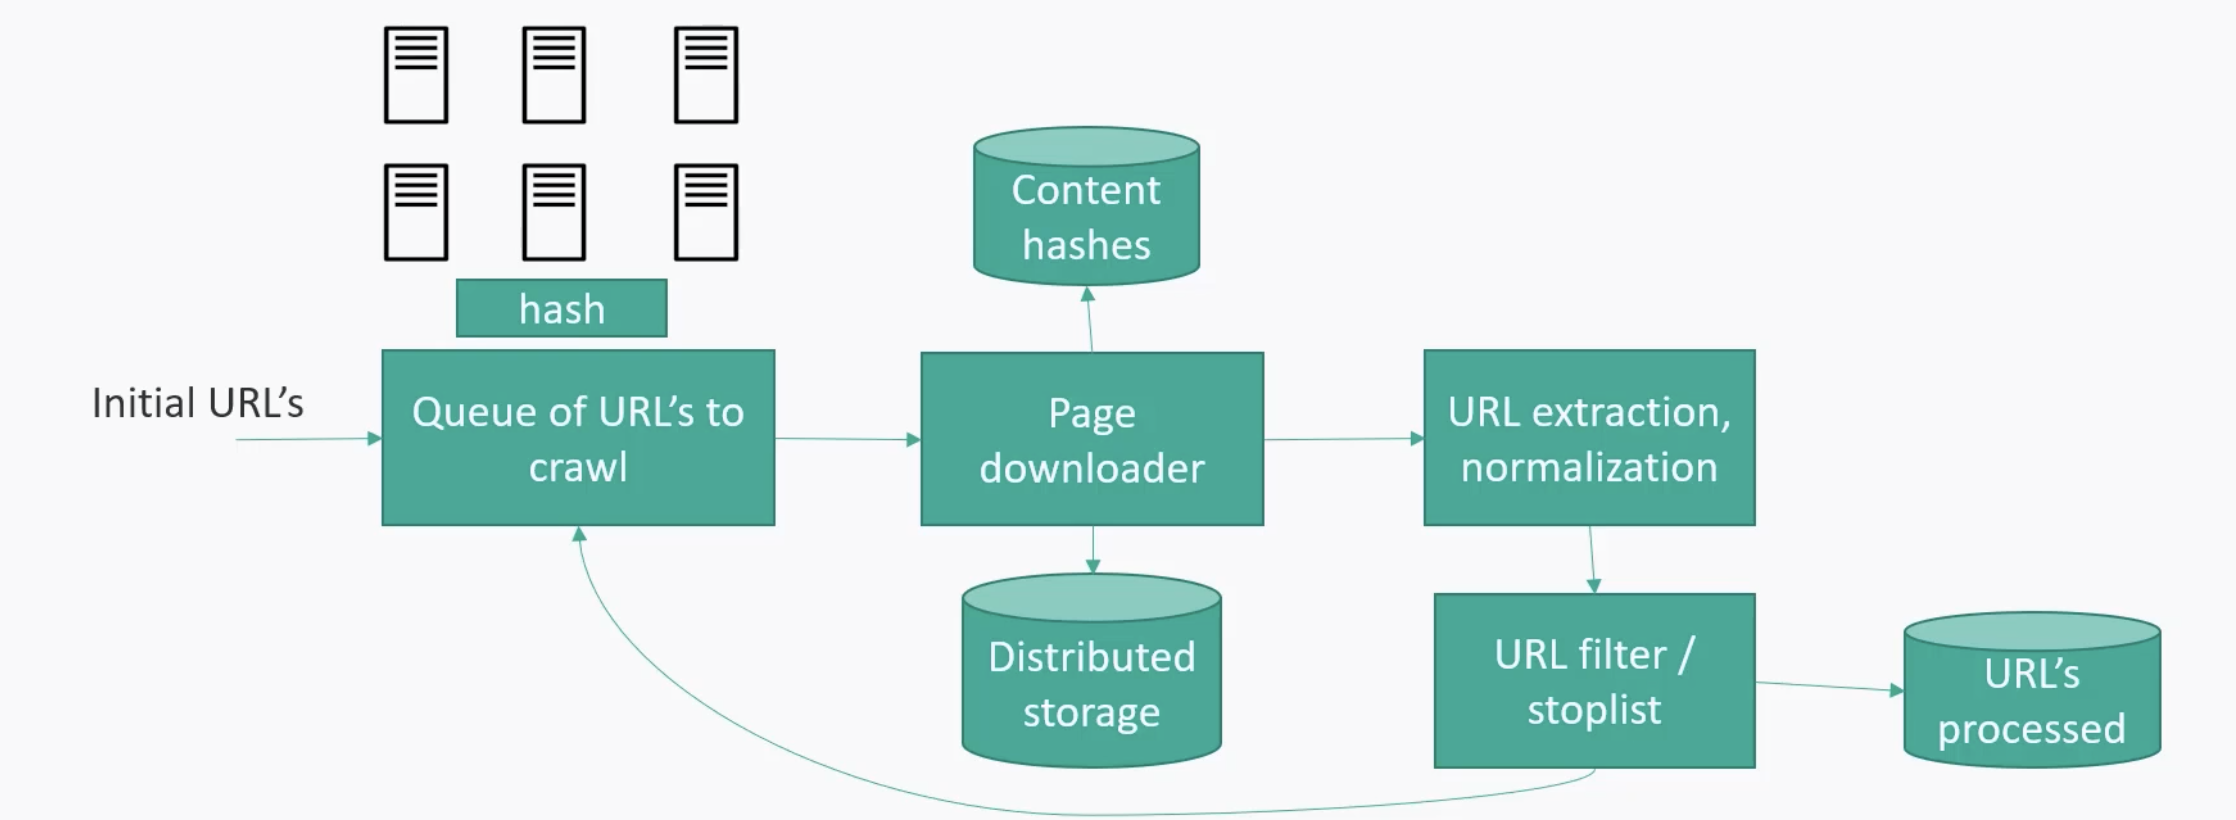 hash
Initial URL's
Queue of URL's to
crawl
Content
hashes
Page
downloader
Distributed
storage
URL extraction,
normalization
URL filter /
stoplist
URL's
processed